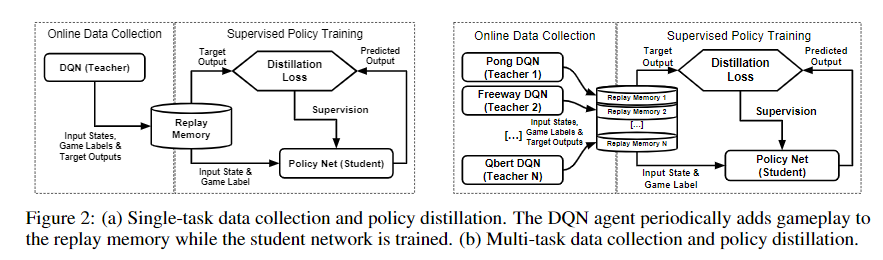 Online Data Collection
Supervised Policy Training
DQN (Teacher)
Target
Output
Predicted
Output
Distillation
Loss
Supervision
Replay
Memory
Input States,
Game Labels &
Target Outputs
Input State &
Game Label
Policy Net (Student)
Online Data Collection
Supervised Policy Training
Pong DQN
(Teacher 1)
Freeway DQN
(Teacher 2)
[...]
Qbert DQN
(Teacher N)
Input States,
Game Labels &
Target Outputs
Replay Memory 1
Replay Memory 2
[...]
Replay Memory N
Target
Output
Predicted
Output
Distillation
Loss
Supervision
Input State &
Game Label
Policy Net
(Student)
Figure 2: (a) Single-task data collection and policy distillation. The DQN agent periodically adds gameplay to
the replay memory while the student network is trained. (b) Multi-task data collection and policy distillation.